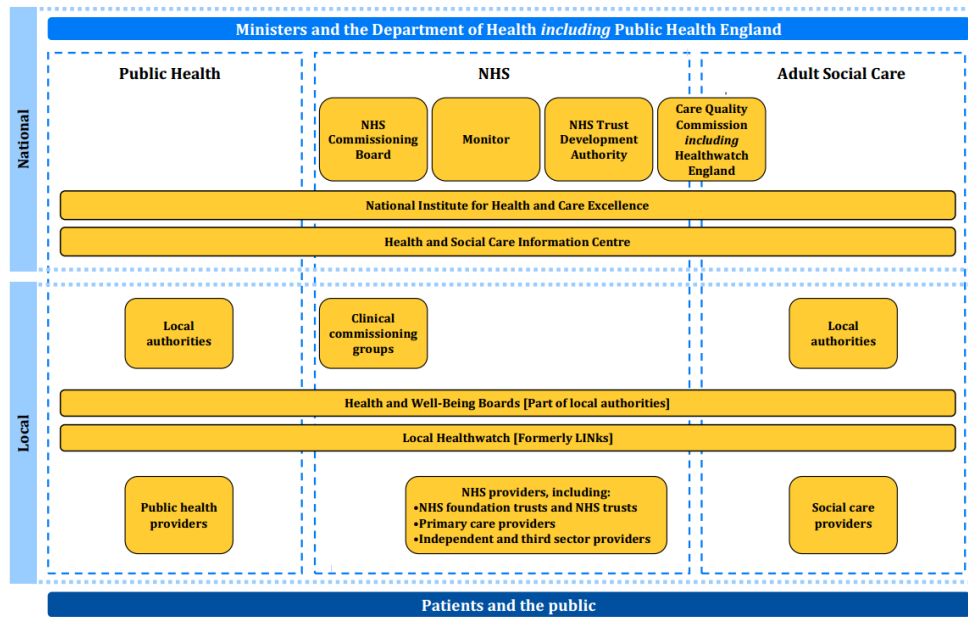 Ministers and the Department of Health including Public Health England
Public Health
NHS
Adult Social Care
National
NHS
Commissioning
Board
Monitor
NHS Trust
Development
Authority
Care Quality
Commission
including
Healthwatch
England
National Institute for Health and Care Excellence
Health and Social Care Information Centre
Local
Local
authorities
Clinical
commissioning
groups
Local
authorities
Health and Well-Being Boards [Part of local authorities]
Local Healthwatch [Formerly LINks]
Public health
providers
NHS providers, including:
•NHS foundation trusts and NHS trusts
•Primary care providers
•Independent and third sector providers
Social care
providers
Patients and the public